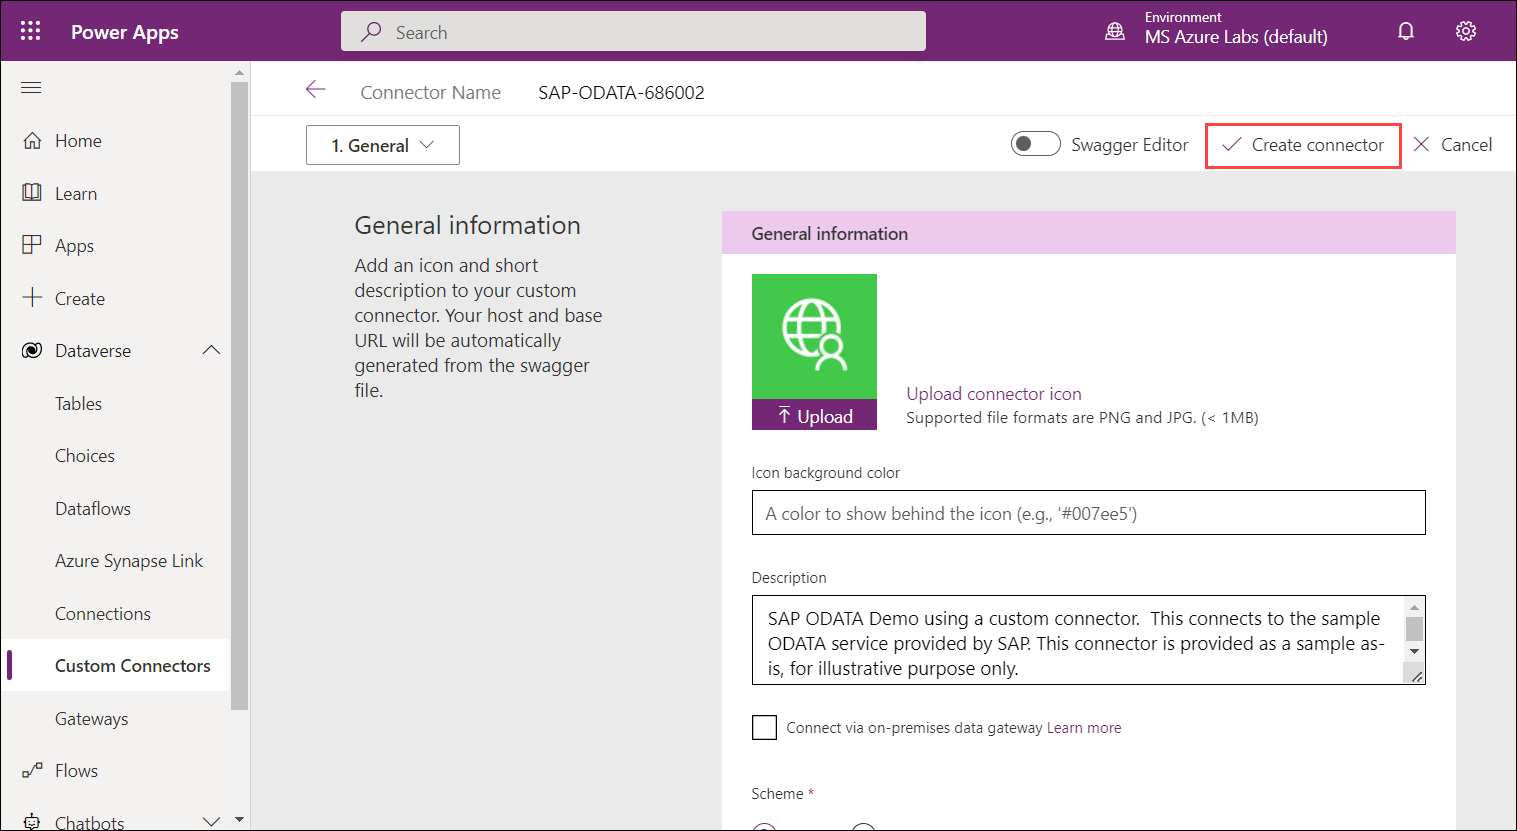 Power Apps
Search
Environment
MS Azure Labs (default)
Connector Name
SAP-ODATA-686002
1. General
Swagger Editor
Create connector
Cancel
Home
Learn
Apps
Create
Dataverse
Tables
Choices
Dataflows
Azure Synapse Link
Connections
Custom Connectors
Gateways
Flows
Chatbots
General information
Add an icon and short
description to your custom
connector. Your host and base
URL will be automatically
generated from the swagger
file.
General information
Upload
Upload connector icon
Supported file formats are PNG and JPG. (< 1MB)
Icon background color
A color to show behind the icon (e.g., '#007ee5')
Description
SAP ODATA Demo using a custom connector.  This connects to the sample
ODATA service provided by SAP. This connector is provided as a sample as-
is, for illustrative purpose only.
Connect via on-premises data gateway Learn more
Scheme *